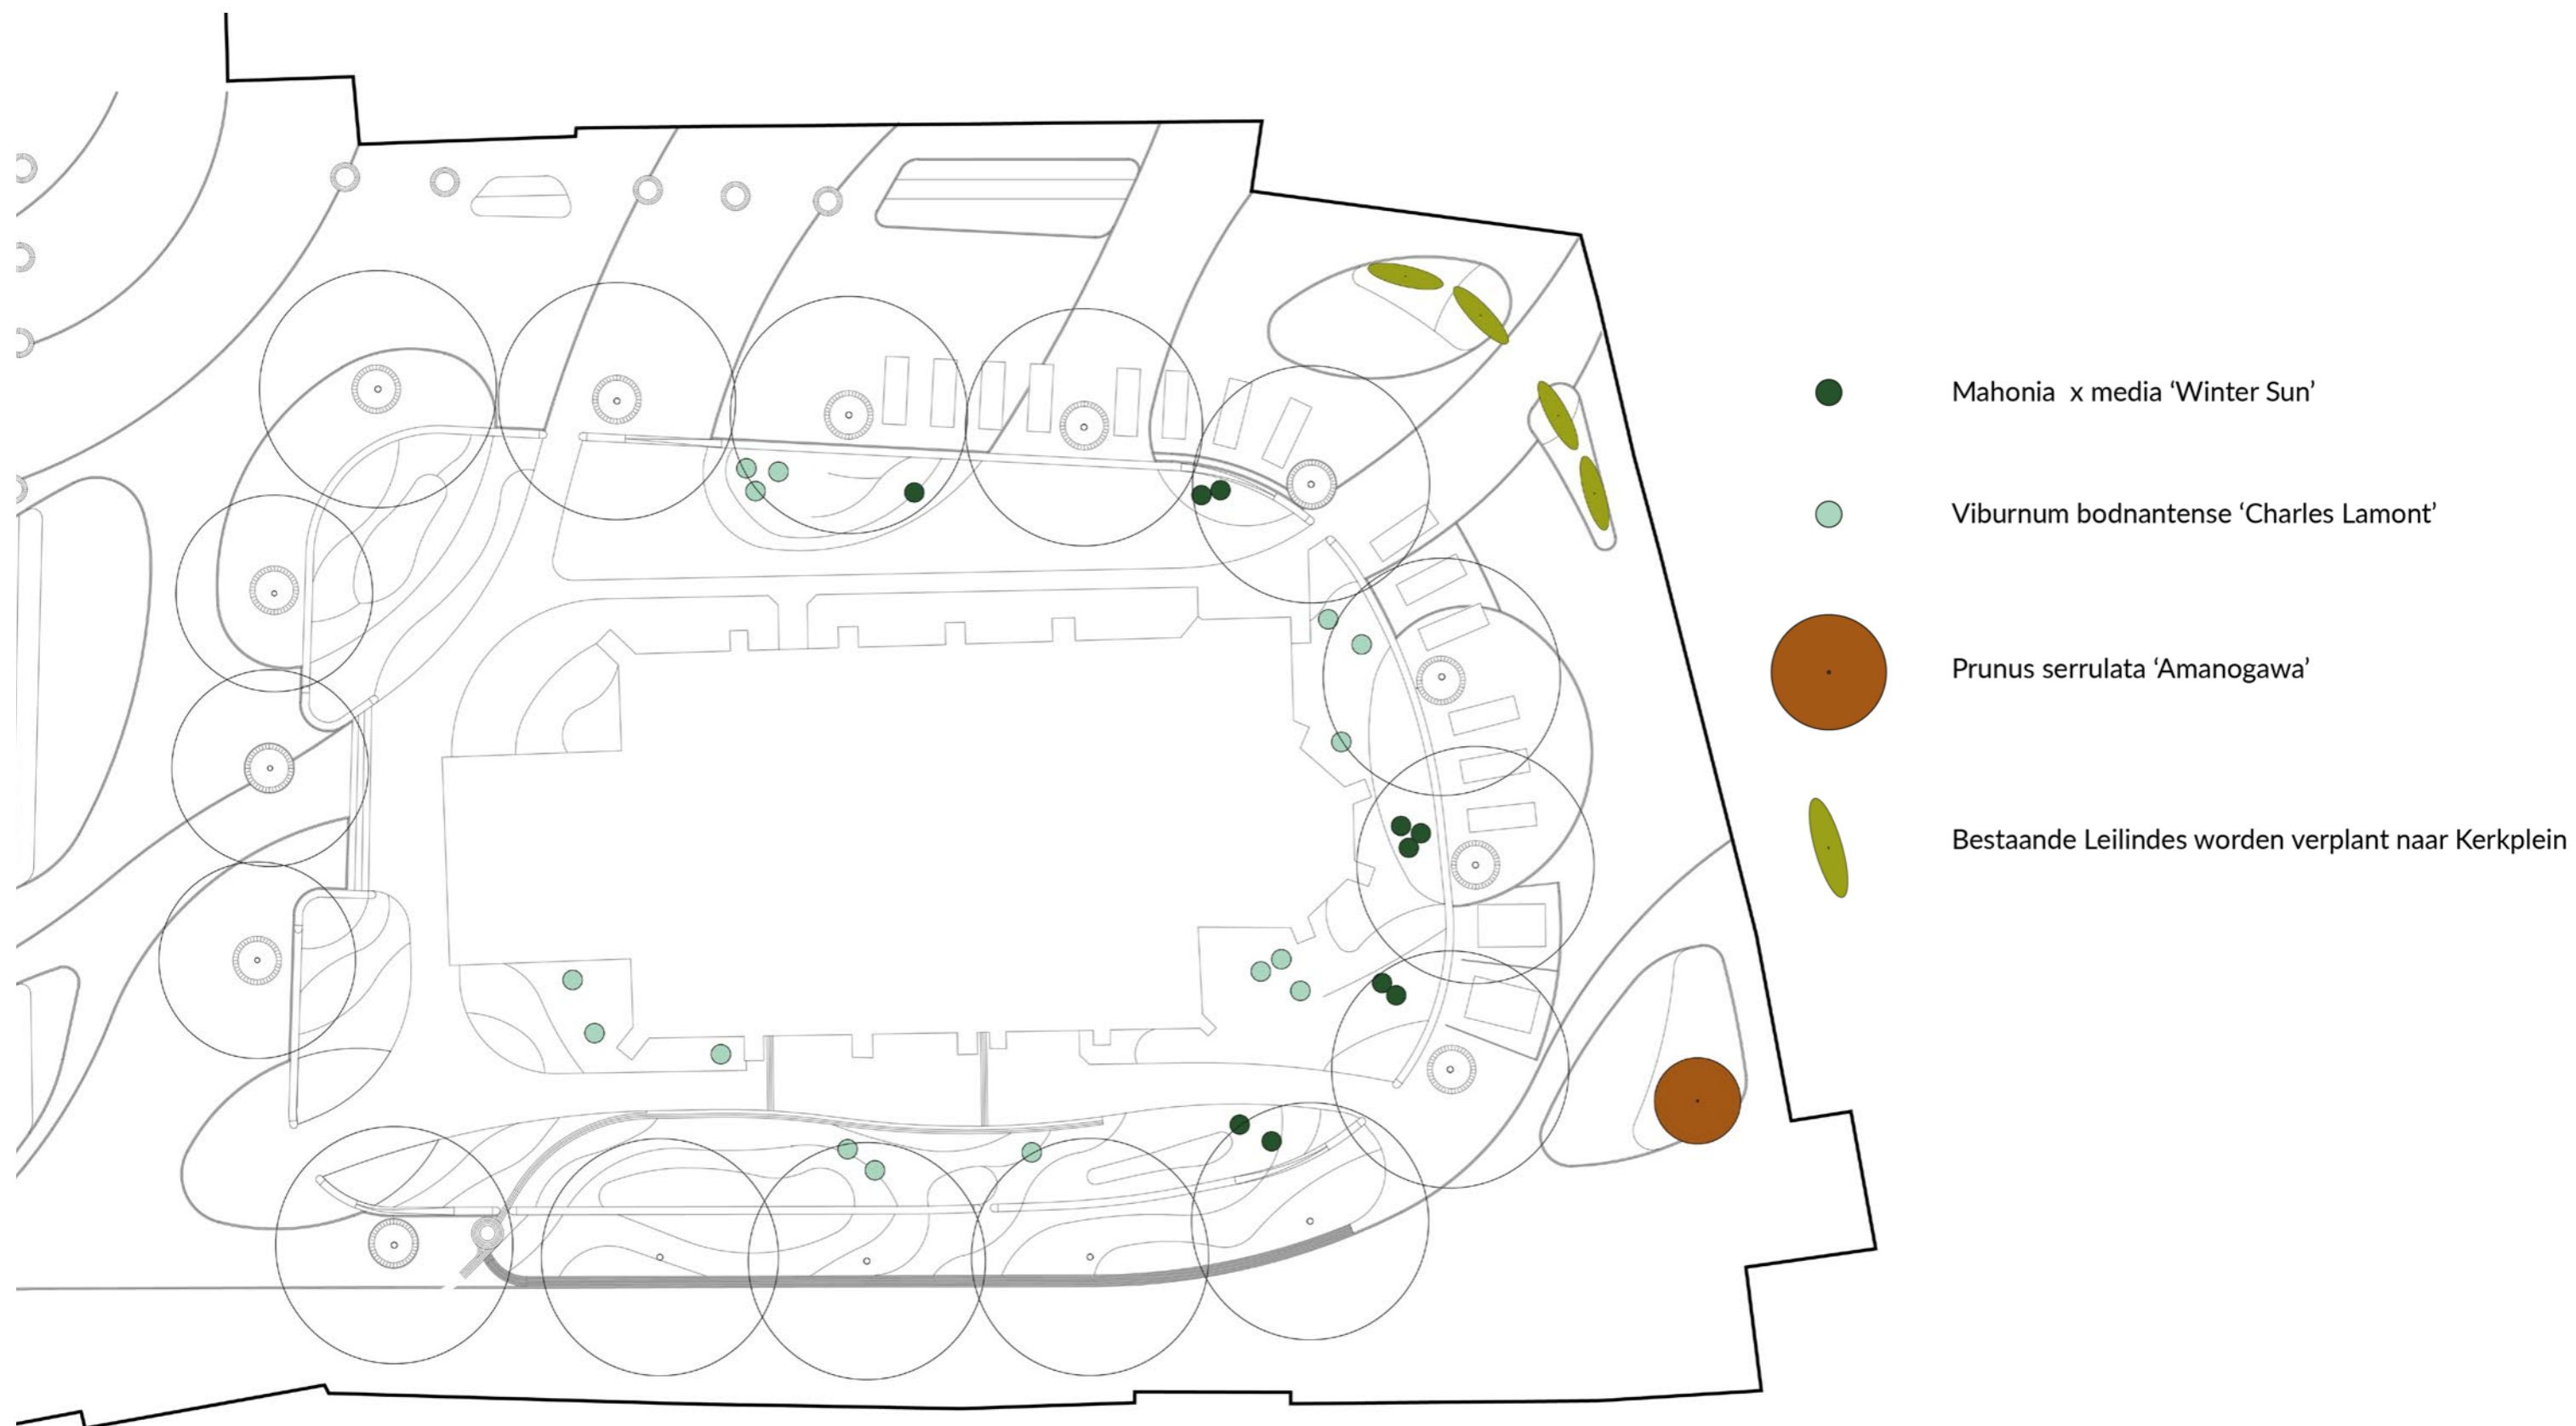 Mahonia  x media ‘Winter Sun’
Viburnum bodnantense ‘Charles Lamont’
Prunus serrulata ‘Amanogawa’
Bestaande Leilindes worden verplant naar Kerkplein